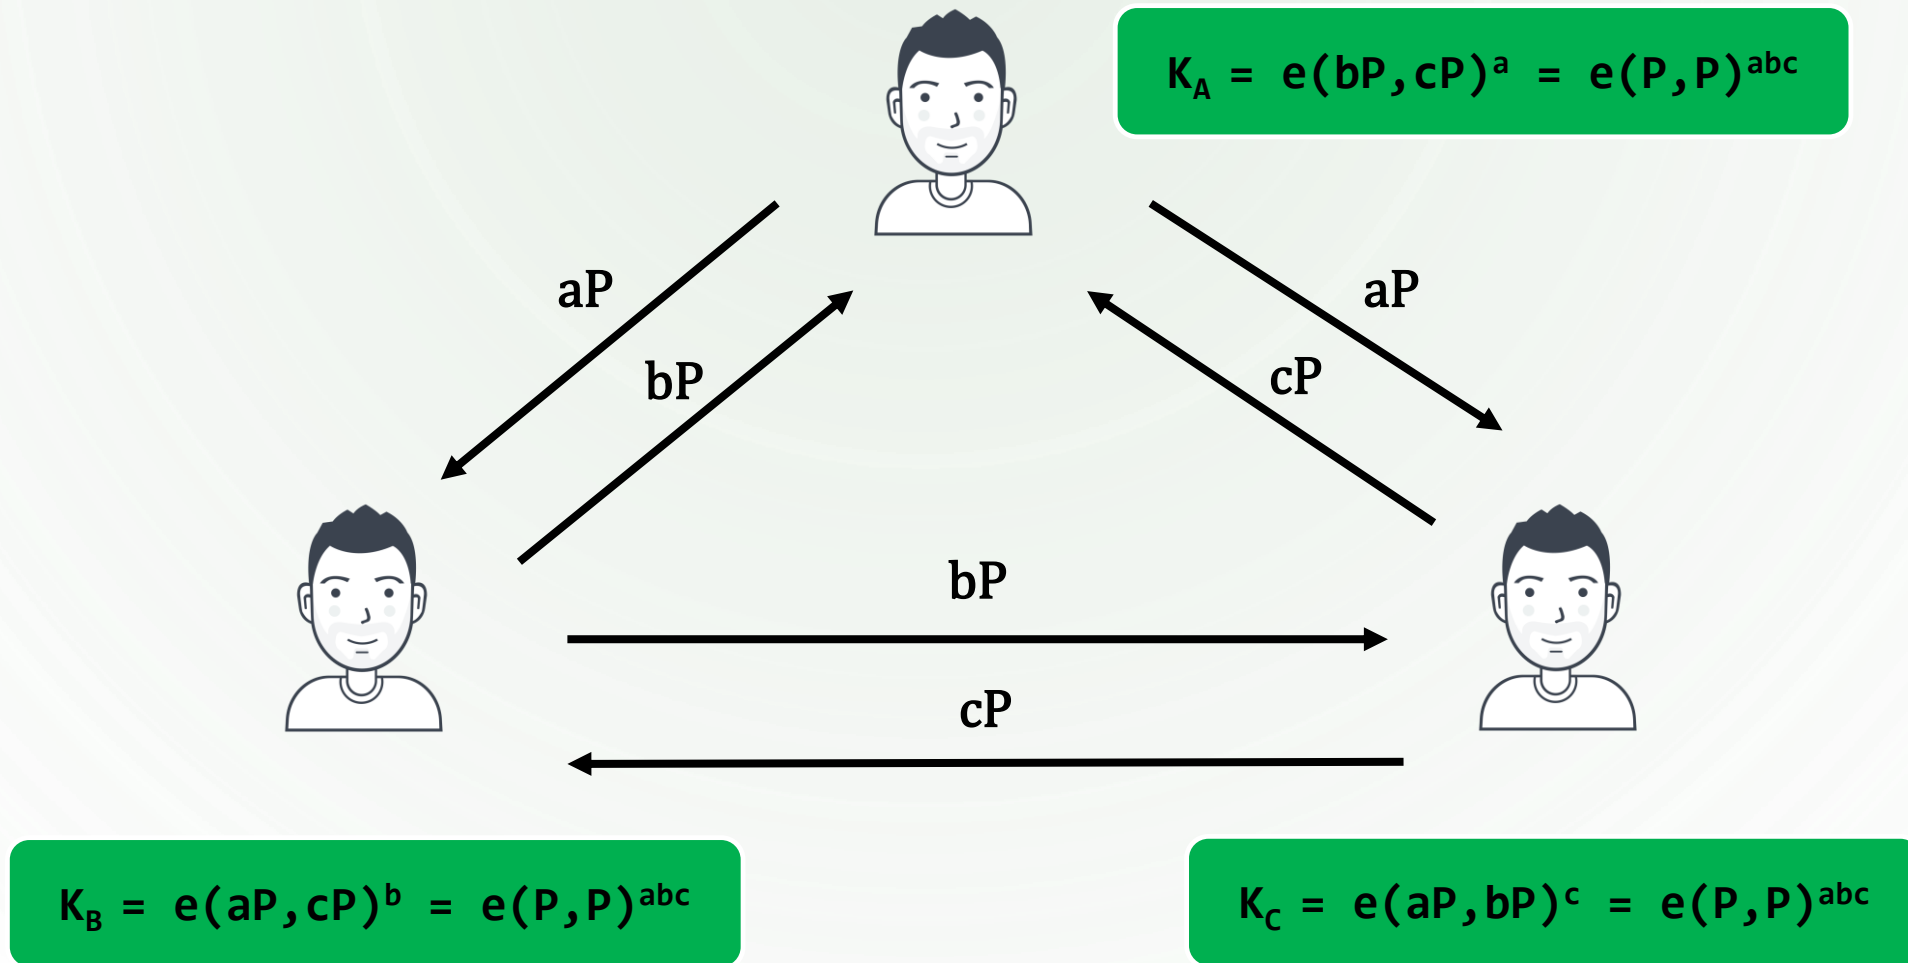 K_A = e(bP,cP)^a = e(P,P)^abc
aP
aP
bP
cP
bP
cP
K_B = e(aP,cP)^b = e(P,P)^abc
K_C = e(aP,bP)^c = e(P,P)^abc